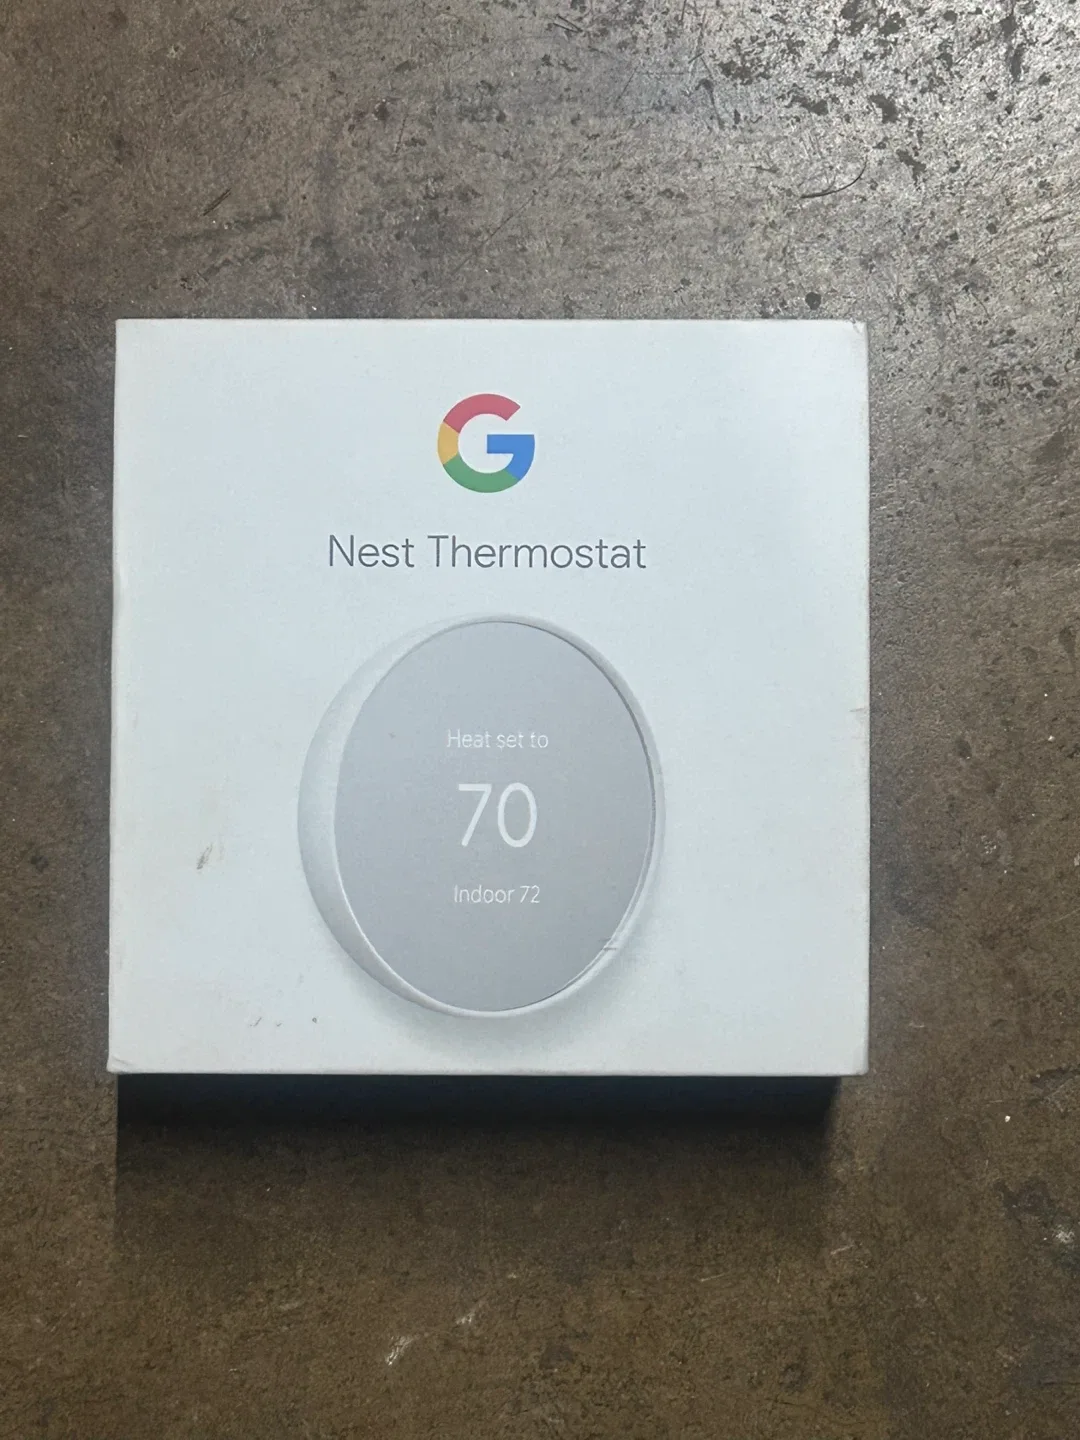 G
Nest Thermostat
Heat set to
70
Indoor 72